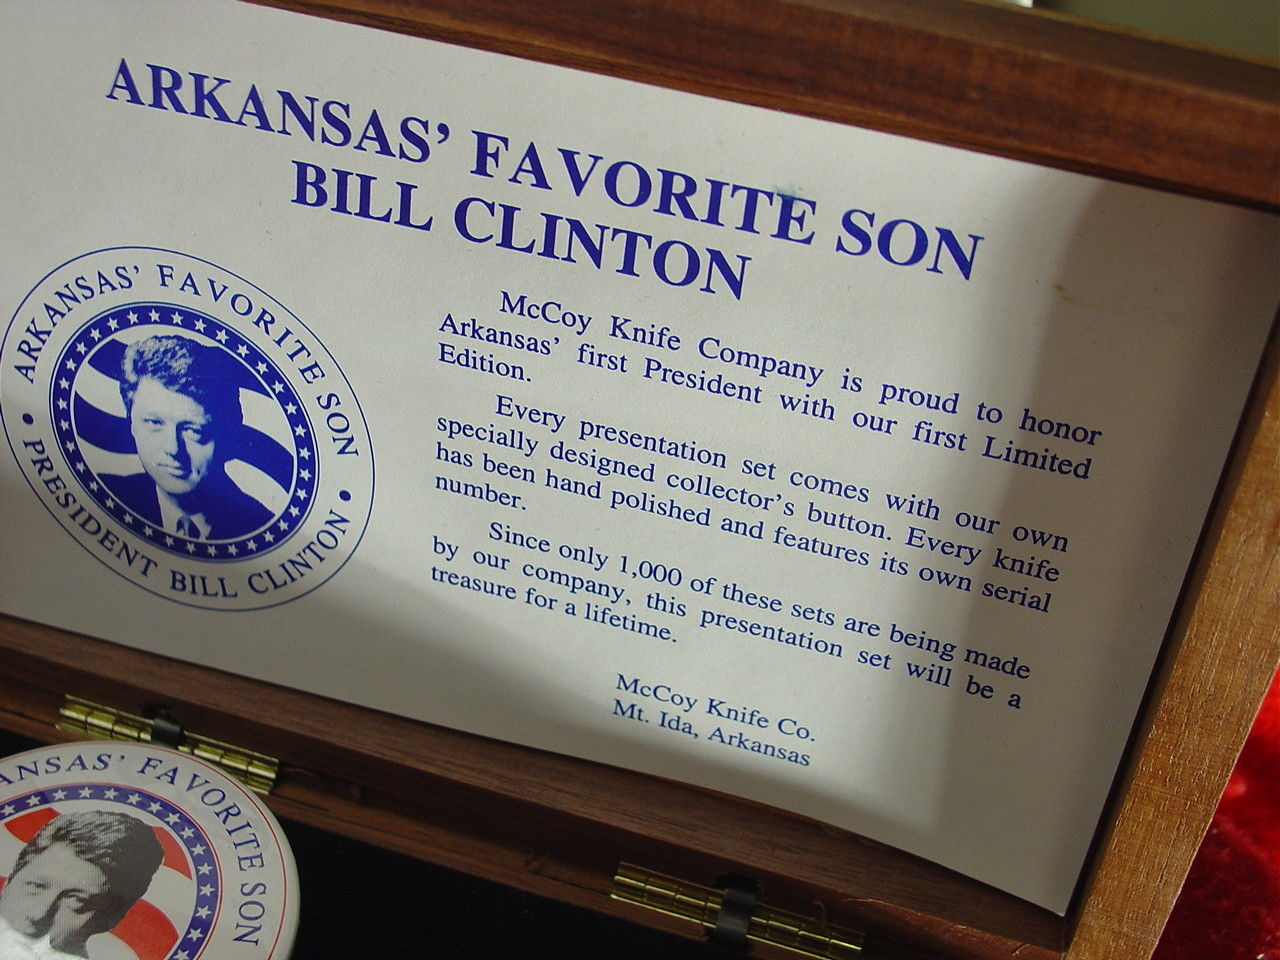 ARKANSAS' FAVORITE SON
BILL CLINTON
ARKANSAS' FAVORITE SON
• PRESIDENT BILL CLINTON •
McCoy Knife Company is proud to honor
Arkansas' first President with our first Limited
Edition.
Every presentation set comes with our own
specially designed collector's button. Every knife
has been hand polished and features its own serial
number.
Since only 1,000 of these sets are being made
by our company, this presentation set will be a
treasure for a lifetime.
McCoy Knife Co.
Mt. Ida, Arkansas
ANSAS' FAVORITE SON